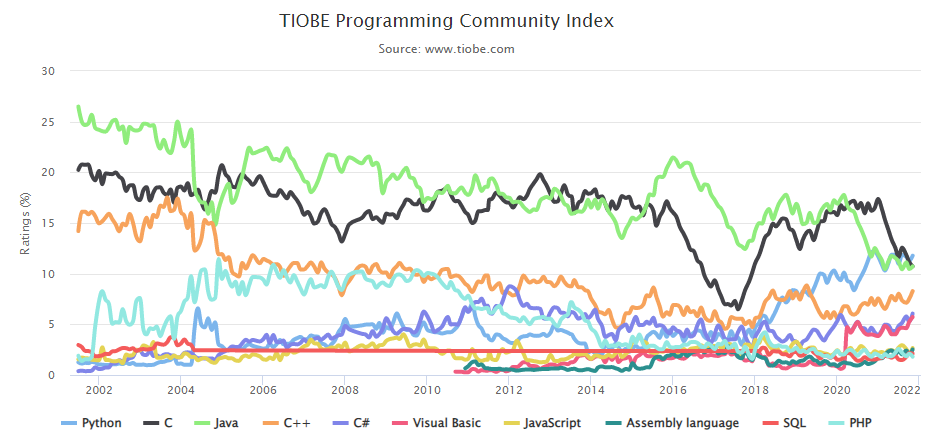 TIOBE Programming Community Index
Source: www.tiobe.com
Ratings (%)
30
25
20
15
10
5
0
2002 2004 2006 2008 2010 2012 2014 2016 2018 2020 2022
Python C Java C++ C# Visual Basic JavaScript Assembly language SQL PHP